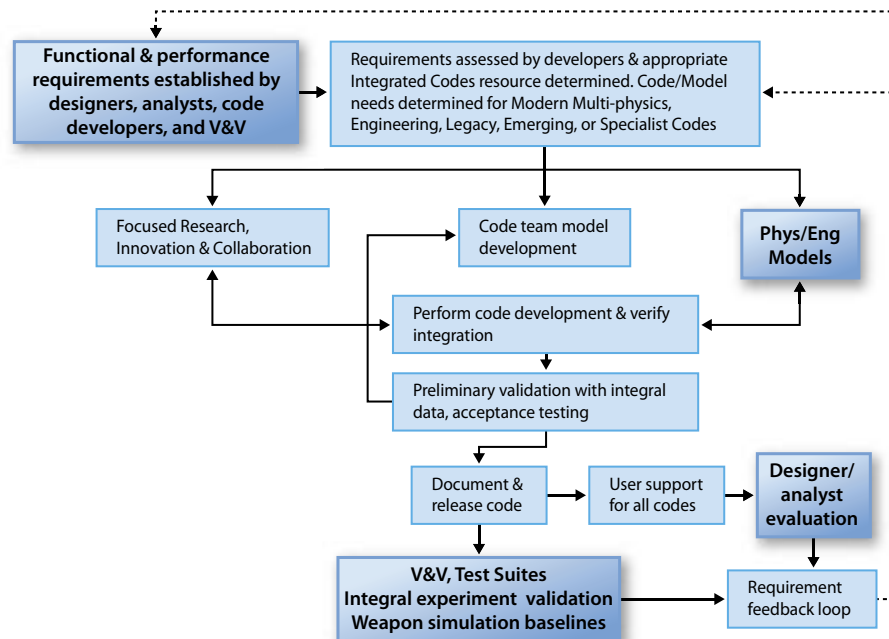 Functional & performance
requirements established by
designers, analysts, code
developers, and V&V
Requirements assessed by developers & appropriate
Integrated Codes resource determined. Code/Model
needs determined for Modern Multi-physics,
Engineering, Legacy, Emerging, or Specialist Codes
Focused Research,
Innovation & Collaboration
Code team model
development
Phys/Eng
Models
Perform code development & verify
integration
Preliminary validation with integral
data, acceptance testing
Document &
release code
User support
for all codes
Designer/
analyst
evaluation
V&V, Test Suites
Integral experiment validation
Weapon simulation baselines
Requirement
feedback loop